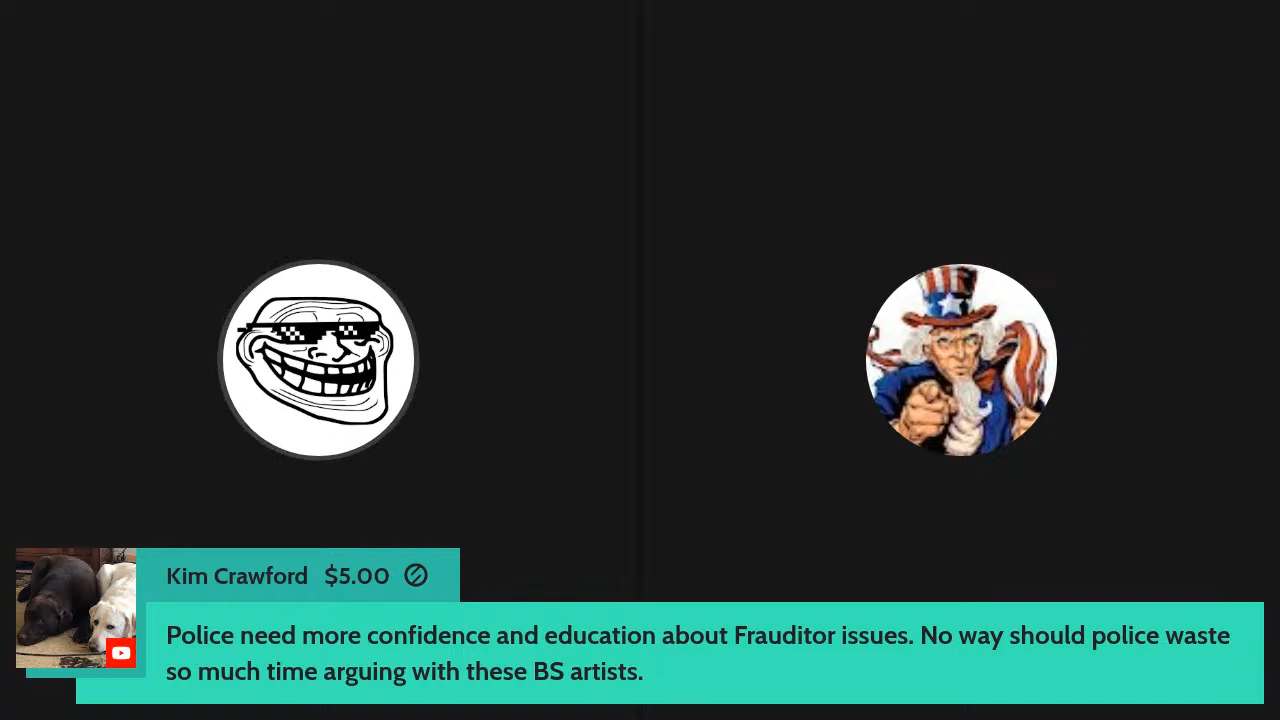 Kim Crawford $5.00
Police need more confidence and education about Frauditor issues. No way should police waste
so much time arguing with these BS artists.